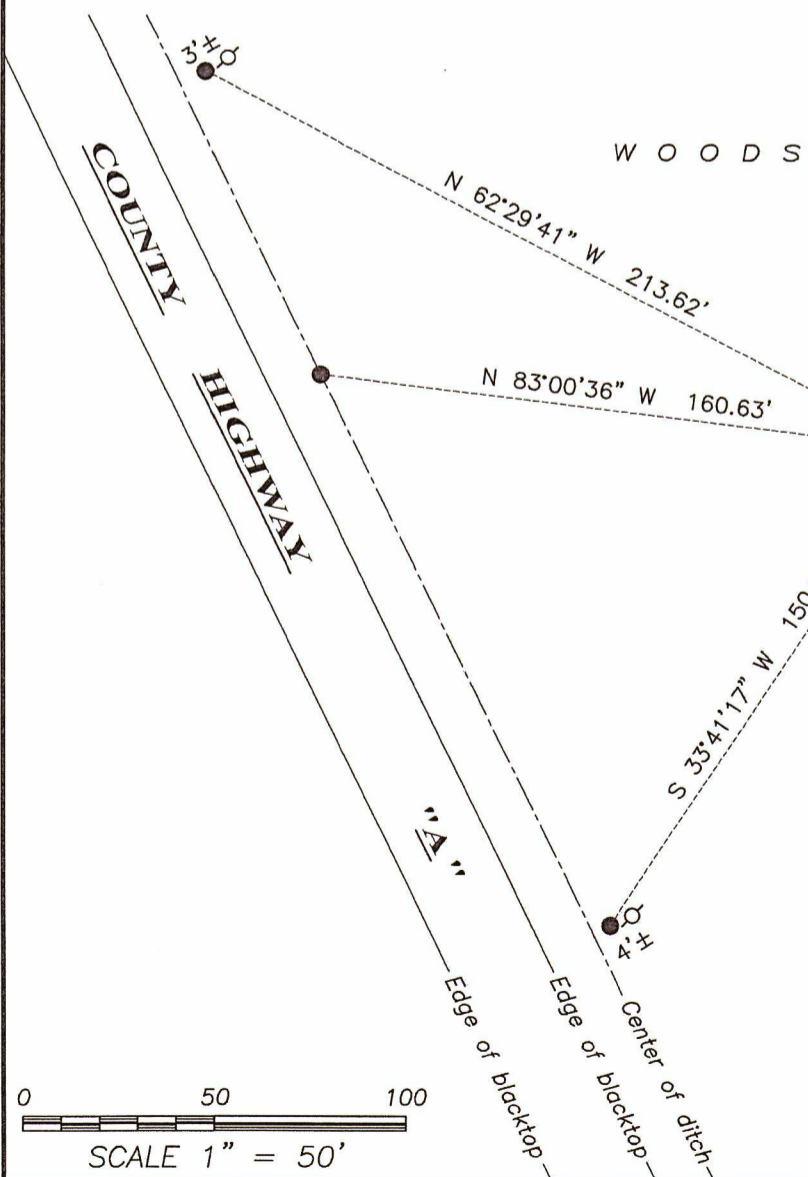 3'±
W O O D S
N 62°29'41" W 213.62'
COUNTY
N 83°00'36" W 160.63'
HIGHWAY
S 33°41'17" W 150
"A"
4'±
Edge of blacktop
Edge of blacktop
Center of ditch
0 50 100
SCALE 1" = 50'